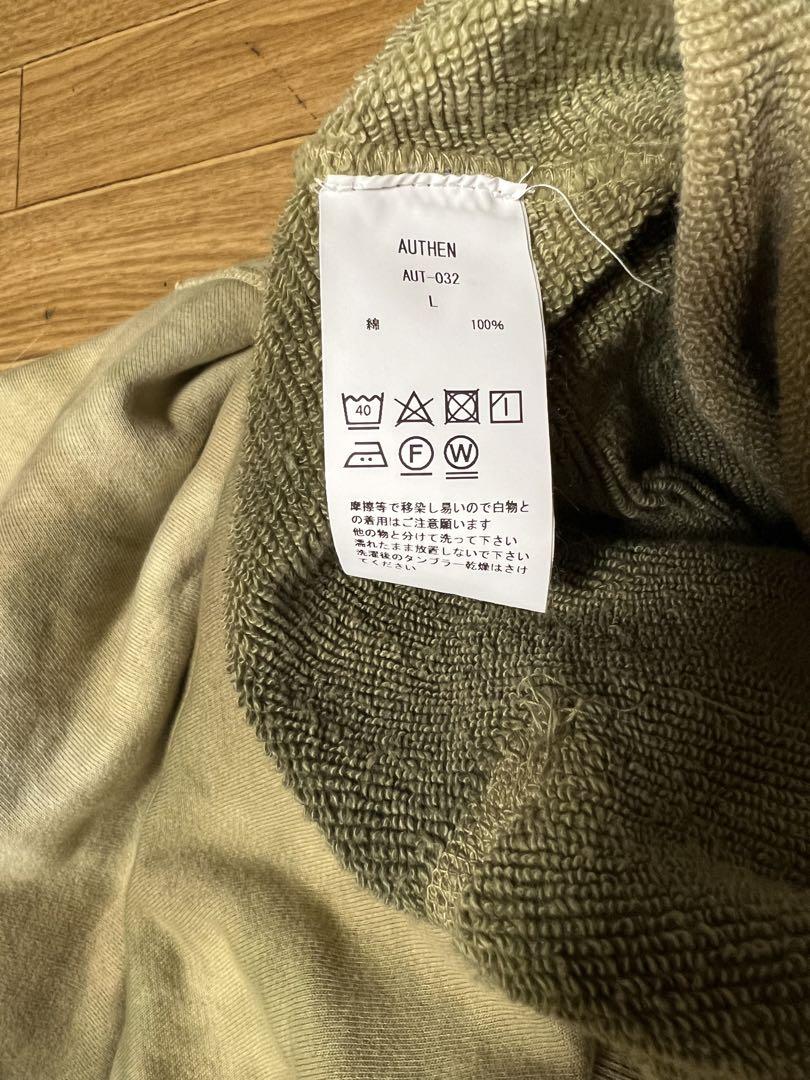 AUTHEN
AUT-032
L
綿 100%
40
F W
摩擦等で移染し易いので白物と
の着用はご注意願います
他の物と分けて洗って下さい
濡れたまま放置しないで下さい
洗濯後のタンブラー乾燥はさけ
てください